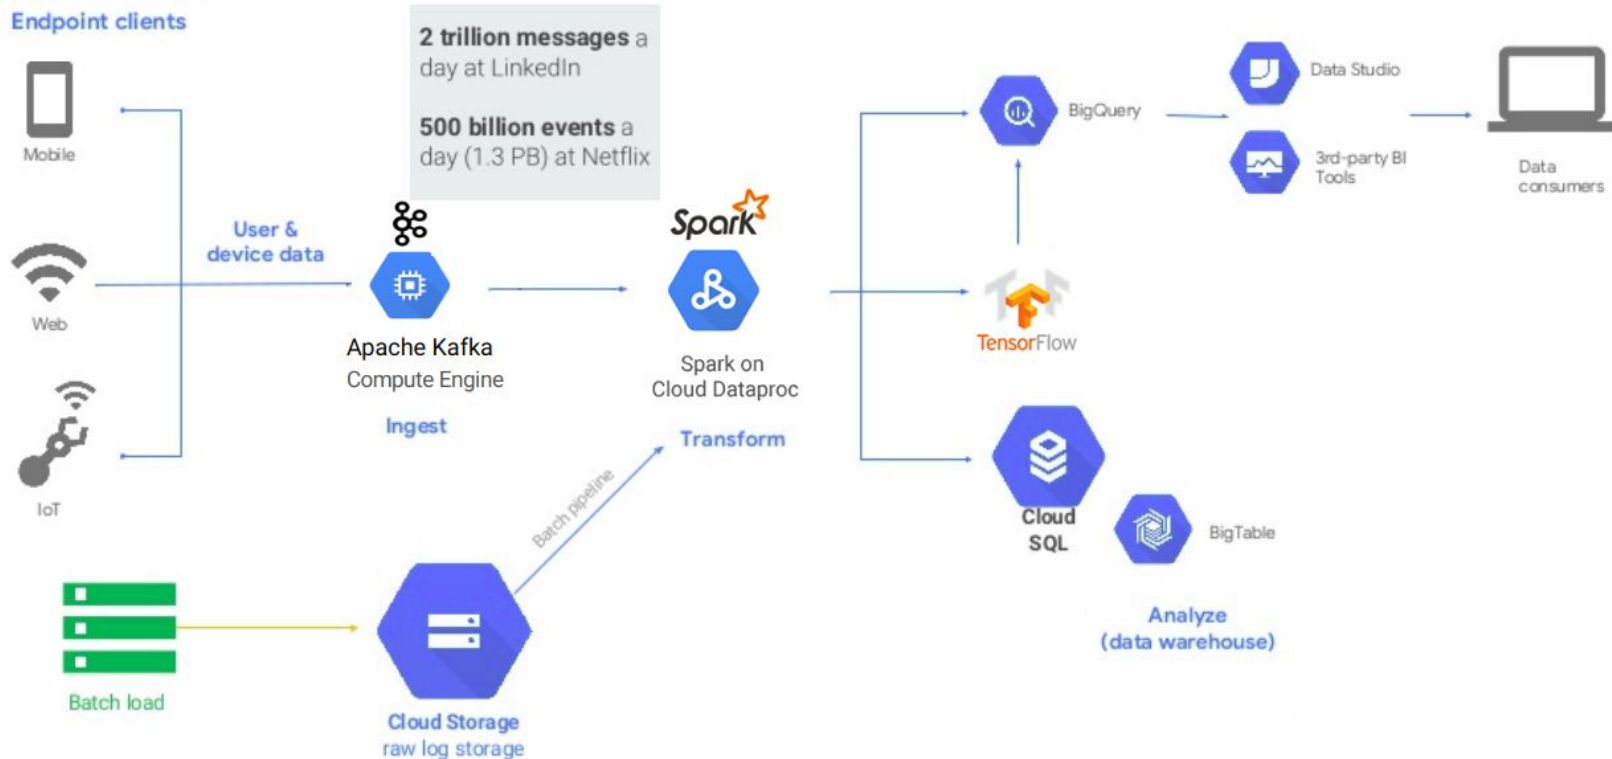 Endpoint clients
2 trillion messages a
day at LinkedIn
500 billion events a
day (1.3 PB) at Netflix
Mobile
User &
device data
Web
IoT
Apache Kafka
Compute Engine
Ingest
Spark
Spark on
Cloud Dataproc
Transform
Batch pipeline
Batch load
Cloud Storage
raw log storage
BigQuery
Data Studio
3rd-party BI
Tools
Data
consumers
TensorFlow
Cloud
SQL
BigTable
Analyze
(data warehouse)